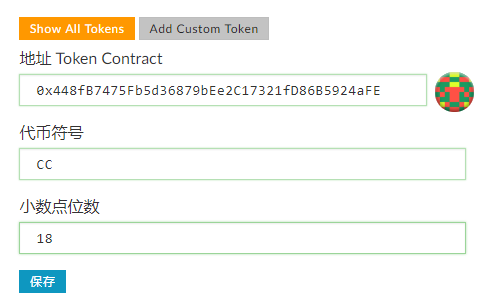 Show All Tokens Add Custom Token
地址 Token Contract
0x448fB7475Fb5d36879bEe2C17321fD86B5924aFE
代币符号
CC
小数点位数
18
保存